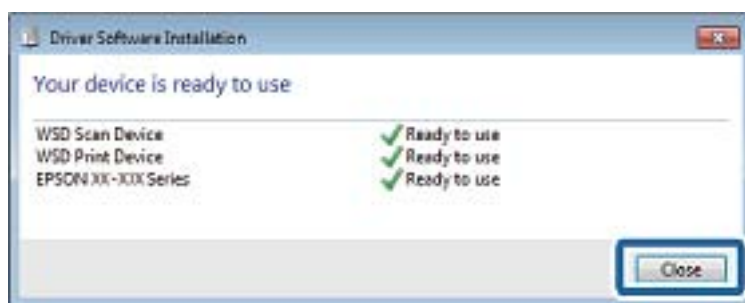 Driver Software Installation
Your device is ready to use
WSD Scan Device Ready to use
WSD Print Device Ready to use
EPSON XX-XXX Series Ready to use
Close